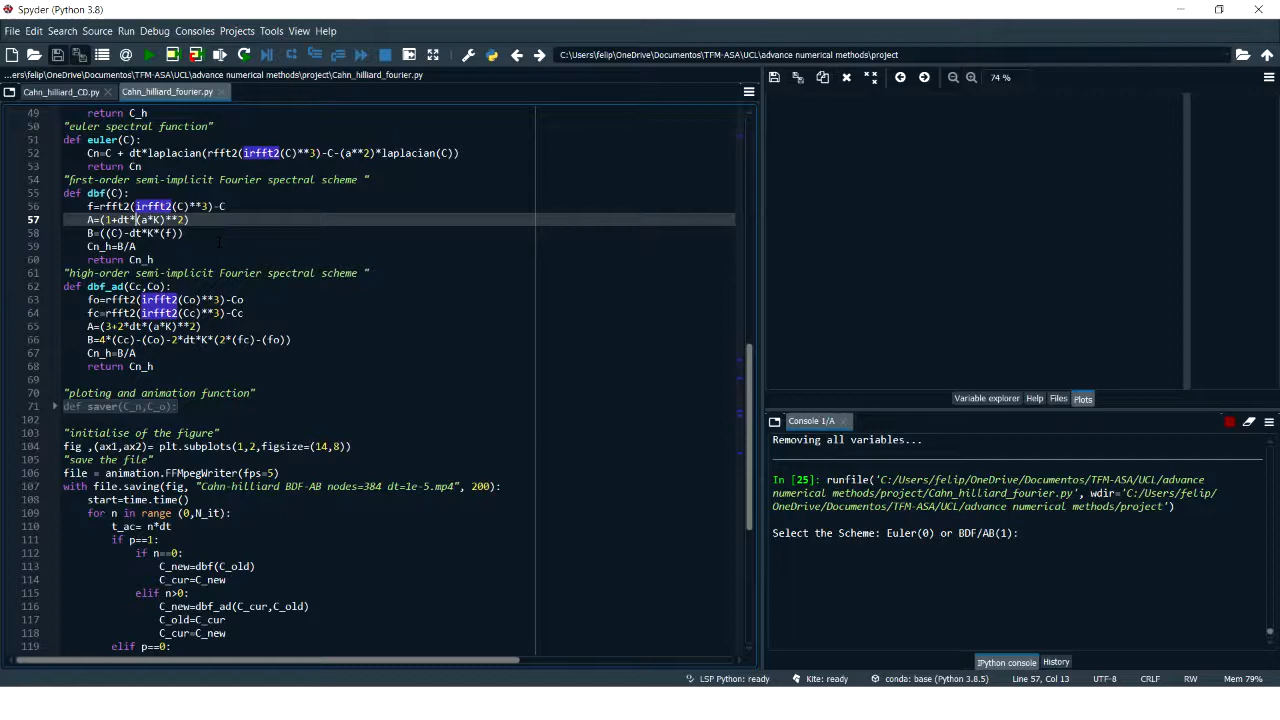 Spyder (Python 3.8)
File Edit Search Source Run Debug Consoles Projects Tools View Help
C:\Users\felip\OneDrive\Documentos\TFM-ASA\UCL\advance numerical methods\project
...ers\felip\OneDrive\Documentos\TFM-ASA\UCL\advance numerical methods\project\Cahn_hilliard_fourier.py
74 %
Cahn_hilliard_CD.py Cahn_hilliard_fourier.py
49 return C_h
50 "euler spectral function"
51 def euler(C):
52 Cn=C + dt*laplacian(rfft2(irfft2(C)**3)-C-(a**2)*laplacian(C))
53 return Cn
54 "first-order semi-implicit Fourier spectral scheme "
55 def dbf(C):
56 f=rfft2(irfft2(C)**3)-C
57 A=(1+dt*(a*K)**2)
58 B=((C)-dt*K*(f))
59 Cn_h=B/A
60 return Cn_h
61 "high-order semi-implicit Fourier spectral scheme "
62 def dbf_ad(Cc,Co):
63 fo=rfft2(irfft2(Co)**3)-Co
64 fc=rfft2(irfft2(Cc)**3)-Cc
65 A=(3+2*dt*(a*K)**2)
66 B=4*(Cc)-(Co)-2*dt*K*(2*(fc)-(fo))
67 Cn_h=B/A
68 return Cn_h
69
70 "ploting and animation function"
71 def saver(C_n,C_o):
102
103 "initialise of the figure"
104 fig ,(ax1,ax2)= plt.subplots(1,2,figsize=(14,8))
105 "save the file"
106 file = animation.FFMpegWriter(fps=5)
107 with file.saving(fig, "Cahn-hilliard BDF-AB nodes=384 dt=1e-5.mp4", 200):
108 start=time.time()
109 for n in range (0,N_it):
110 t_ac= n*dt
111 if p==1:
112 if n==0:
113 C_new=dbf(C_old)
114 C_cur=C_new
115 elif n>0:
116 C_new=dbf_ad(C_cur,C_old)
117 C_old=C_cur
118 C_cur=C_new
119 elif p==0:
Variable explorer Help Files Plots
Console 1/A
Removing all variables...
In [25]: runfile('C:/Users/felip/OneDrive/Documentos/TFM-ASA/UCL/advance
numerical methods/project/Cahn_hilliard_fourier.py', wdir='C:/Users/felip/
OneDrive/Documentos/TFM-ASA/UCL/advance numerical methods/project')
Select the Scheme: Euler(0) or BDF/AB(1):
IPython console History
LSP Python: ready Kite: ready conda: base (Python 3.8.5) Line 57, Col 13 UTF-8 CRLF RW Mem 79%